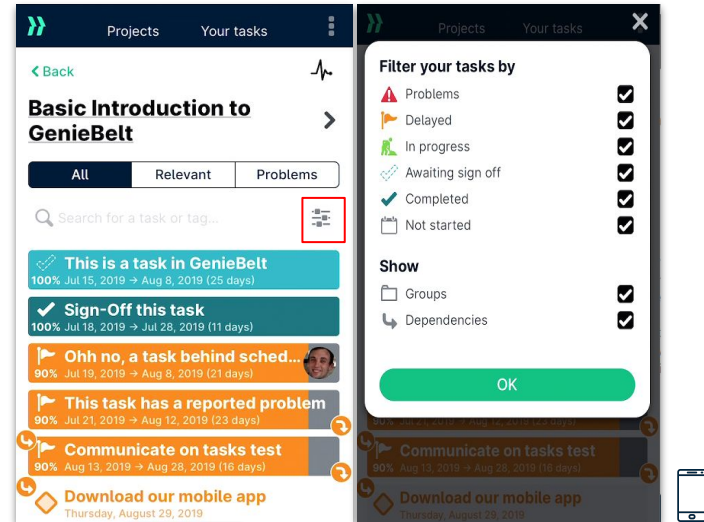 Projects
Your tasks
Back
Basic Introduction to
GenieBelt
All
Relevant
Problems
Search for a task or tag...
This is a task in GenieBelt
100% Jul 15, 2019 → Aug 8, 2019 (25 days)
Sign-Off this task
100% Jul 18, 2019 → Jul 28, 2019 (11 days)
Ohh no, a task behind sched...
90% Jul 19, 2019 → Aug 8, 2019 (21 days)
This task has a reported problem
90% Jul 21, 2019 → Aug 12, 2019 (23 days)
Communicate on tasks test
90% Aug 13, 2019 → Aug 28, 2019 (16 days)
Download our mobile app
Thursday, August 29, 2019
Projects
Your tasks
Filter your tasks by
Problems
Delayed
In progress
Awaiting sign off
Completed
Not started
Show
Groups
Dependencies
OK
90% Jul 21, 2019 → Aug 12, 2019 (23 days)
Communicate on tasks test
90% Aug 13, 2019 → Aug 28, 2019 (16 days)
Download our mobile app
Thursday, August 29, 2019